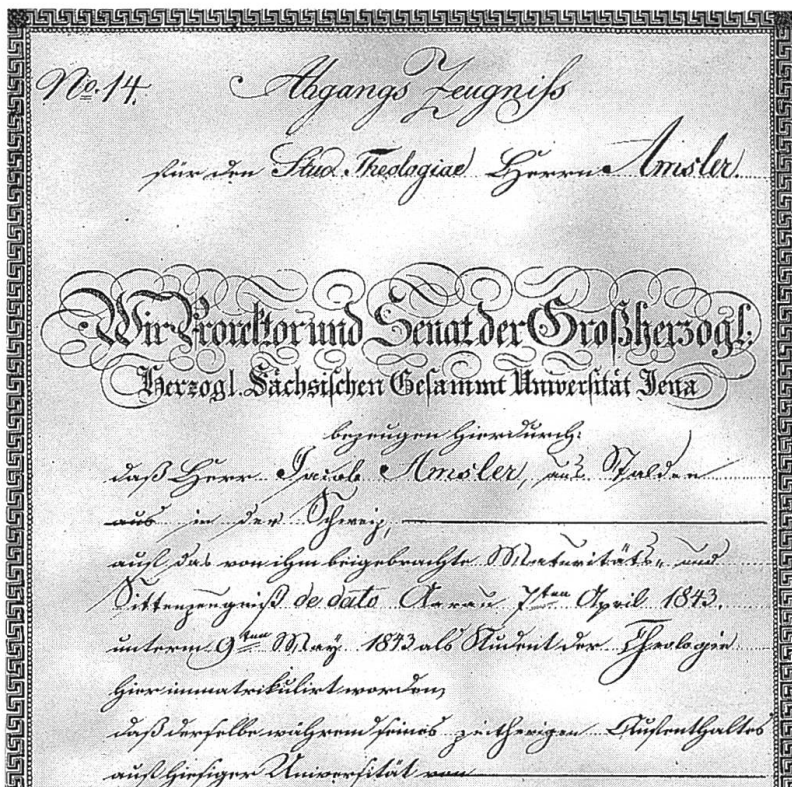 No. 14. Abgangs Zeugniſs
für den Stud. Theologiae Herrn Amsler.
Wir Prorektor und Senat der Großherzogl.
Herzogl. Sächsischen Gesammt Universität Jena
bezeugen hierdurch:
daß Herr Jacob Amsler, aus Stalden
aus in der Schweiz,
auf das von ihm beigebrachte Maturitäts- und
Sittenzeugniß de dato Aarau 7ten April 1843.
unterm 9ten May 1843 als Student der Theologie
hier immatrikulirt worden,
daß derselbe während seines zeitherigen Aufenthaltes
auf hiesiger Universität von